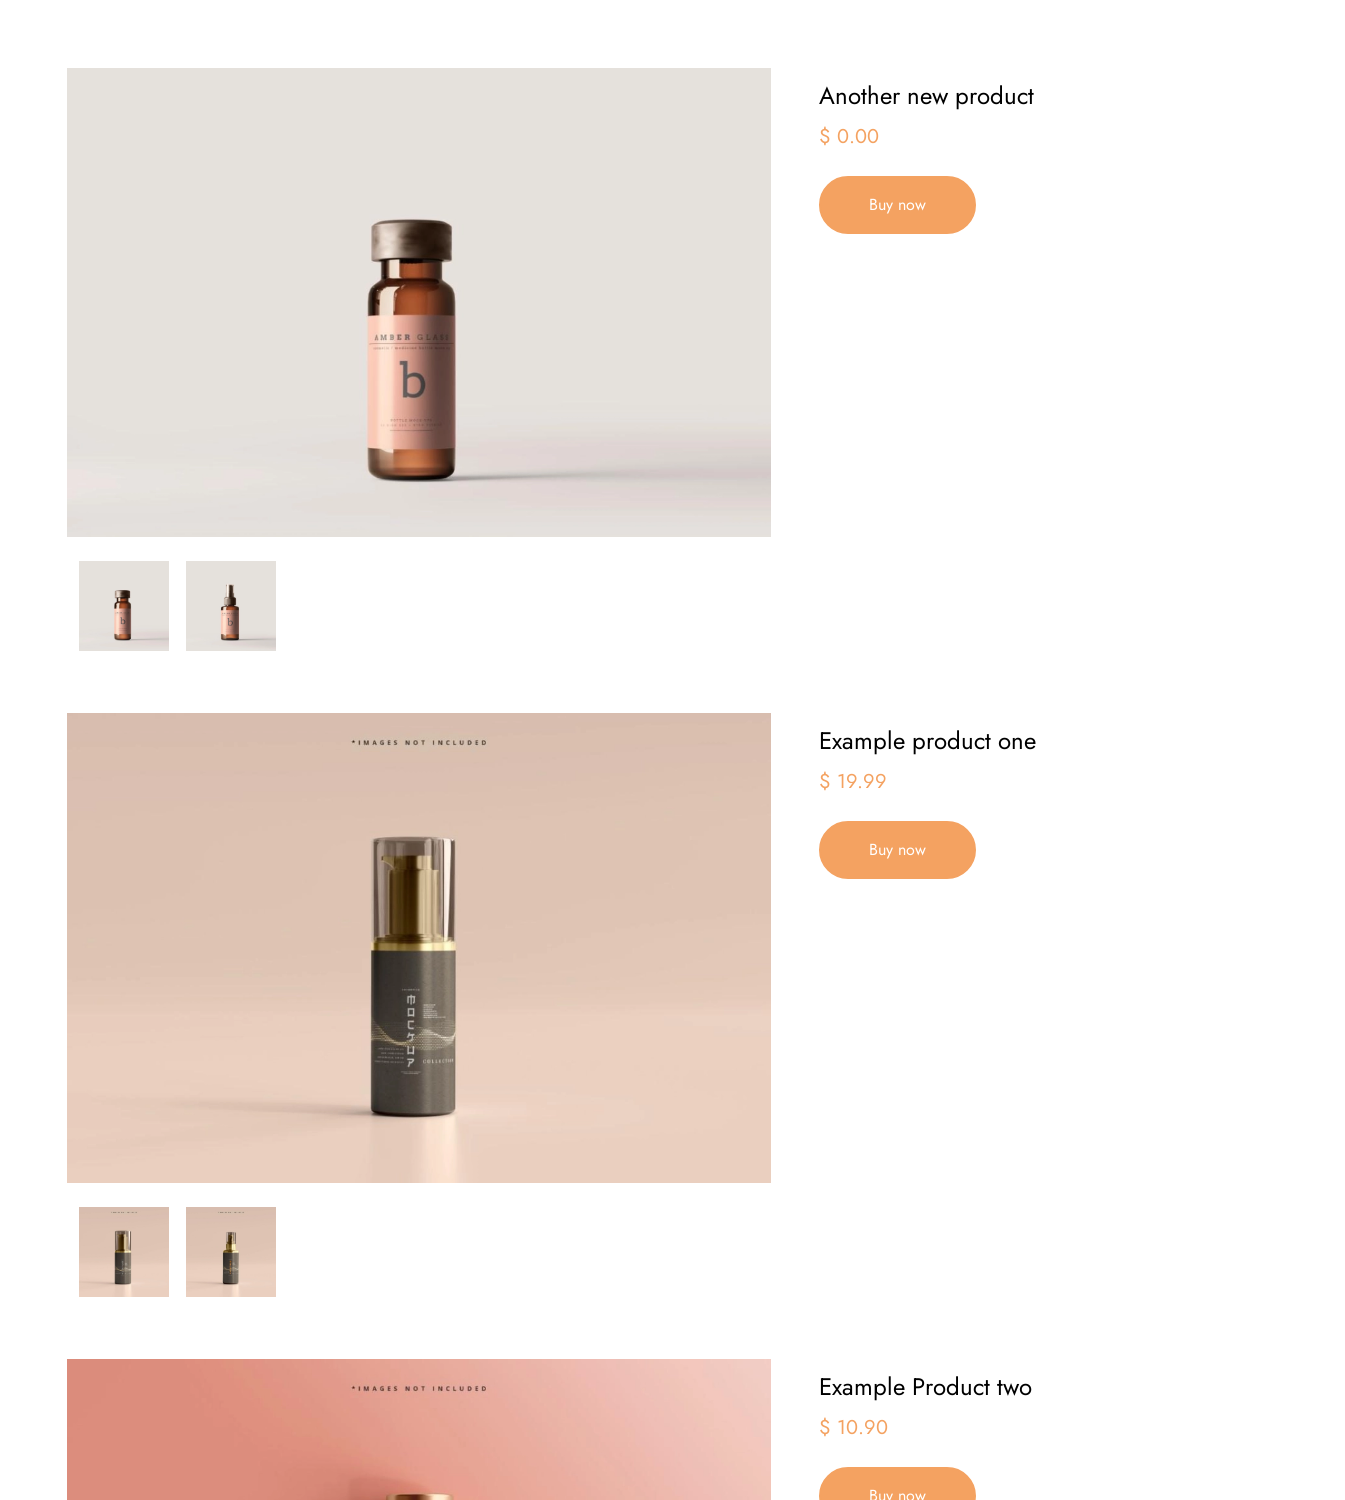 Another new product
$ 0.00
Buy now
AMBER GLASS
b
*IMAGES NOT INCLUDED
Example product one
$ 19.99
Buy now
*IMAGES NOT INCLUDED
Example Product two
$ 10.90
Buy now